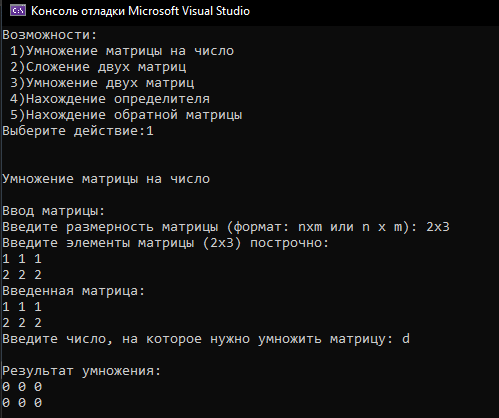 Консоль отладки Microsoft Visual Studio
Возможности:
1)Умножение матрицы на число
2)Сложение двух матриц
3)Умножение двух матриц
4)Нахождение определителя
5)Нахождение обратной матрицы
Выберите действие:1
Умножение матрицы на число
Ввод матрицы:
Введите размерность матрицы (формат: nxm или n x m): 2x3
Введите элементы матрицы (2x3) построчно:
1 1 1
2 2 2
Введенная матрица:
1 1 1
2 2 2
Введите число, на которое нужно умножить матрицу: d
Результат умножения:
0 0 0
0 0 0